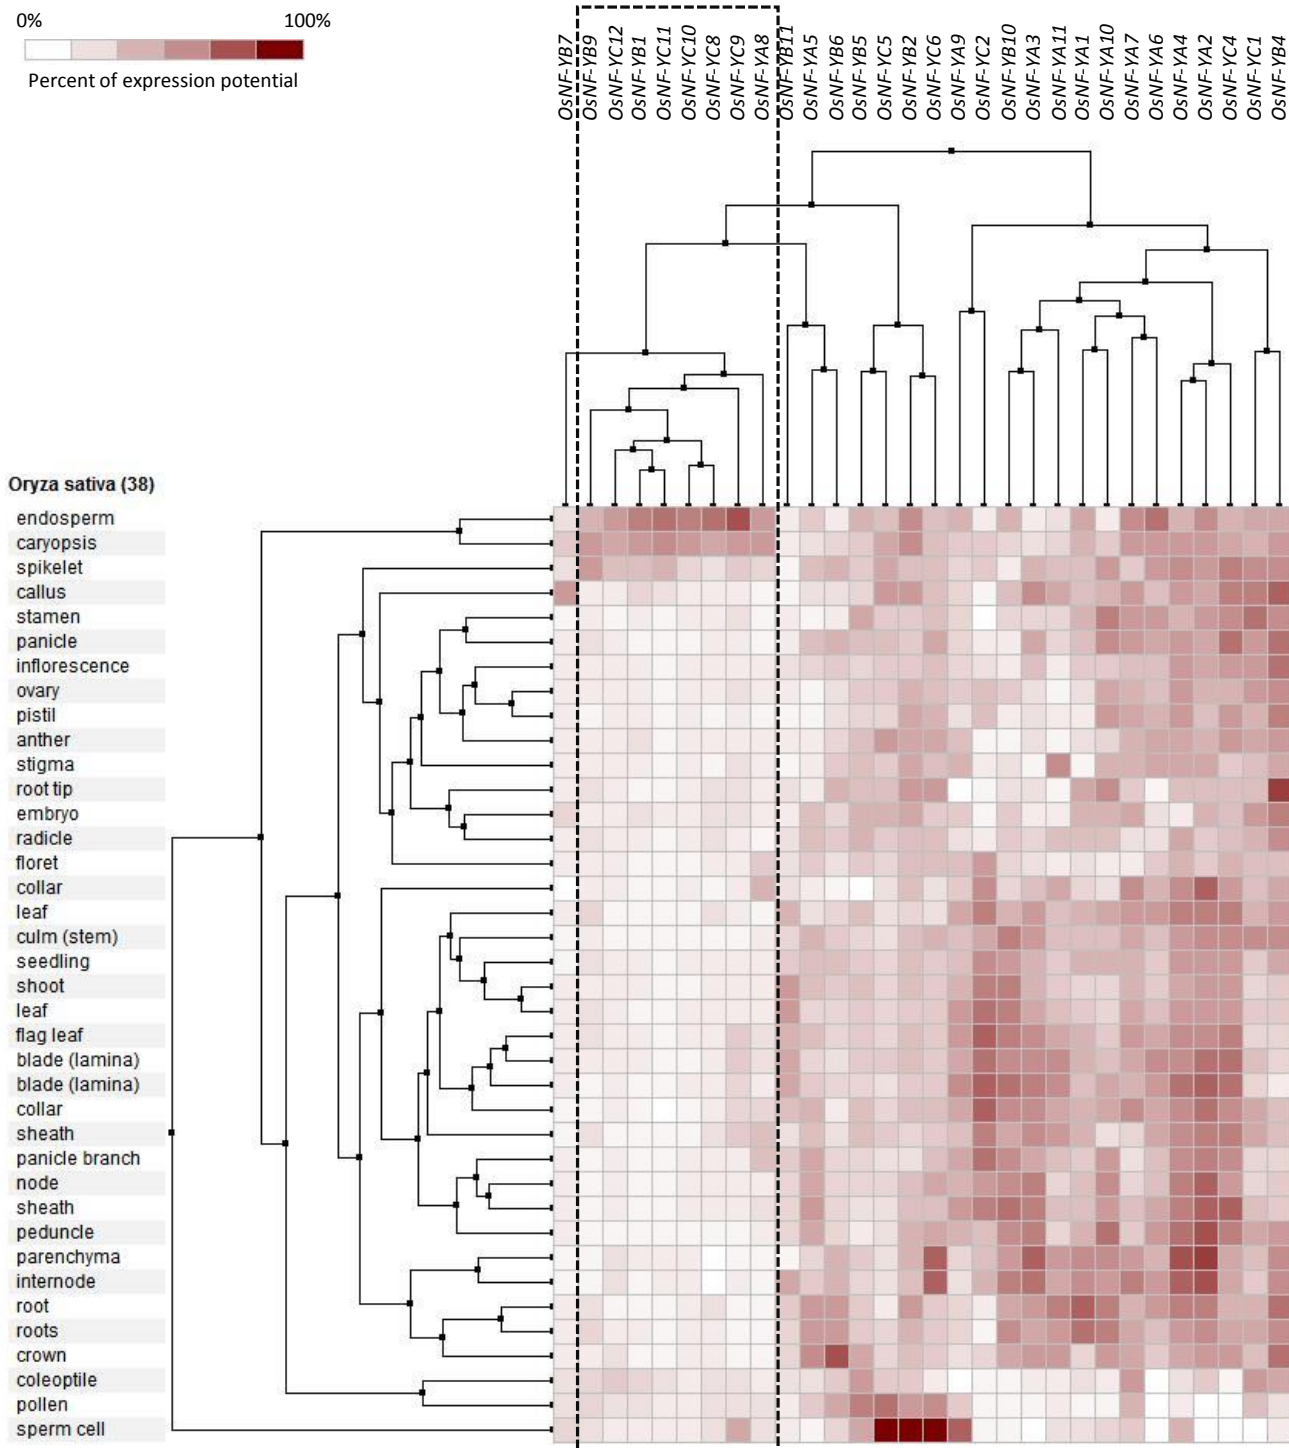 0% 100%
Percent of expression potential
OsNF-YB7
OsNF-YB9
OsNF-YC12
OsNF-YB1
OsNF-YC11
OsNF-YC10
OsNF-YC8
OsNF-YC9
OsNF-YA8
OsNF-YB11
OsNF-YA5
OsNF-YB6
OsNF-YB5
OsNF-YC5
OsNF-YB2
OsNF-YC6
OsNF-YA9
OsNF-YC2
OsNF-YB10
OsNF-YA3
OsNF-YA11
OsNF-YA1
OsNF-YA10
OsNF-YA7
OsNF-YA6
OsNF-YA4
OsNF-YA2
OsNF-YC4
OsNF-YC1
OsNF-YB4
Oryza sativa (38)
endosperm
caryopsis
spikelet
callus
stamen
panicle
inflorescence
ovary
pistil
anther
stigma
root tip
embryo
radicle
floret
collar
leaf
culm (stem)
seedling
shoot
leaf
flag leaf
blade (lamina)
blade (lamina)
collar
sheath
panicle branch
node
sheath
peduncle
parenchyma
internode
root
roots
crown
coleoptile
pollen
sperm cell